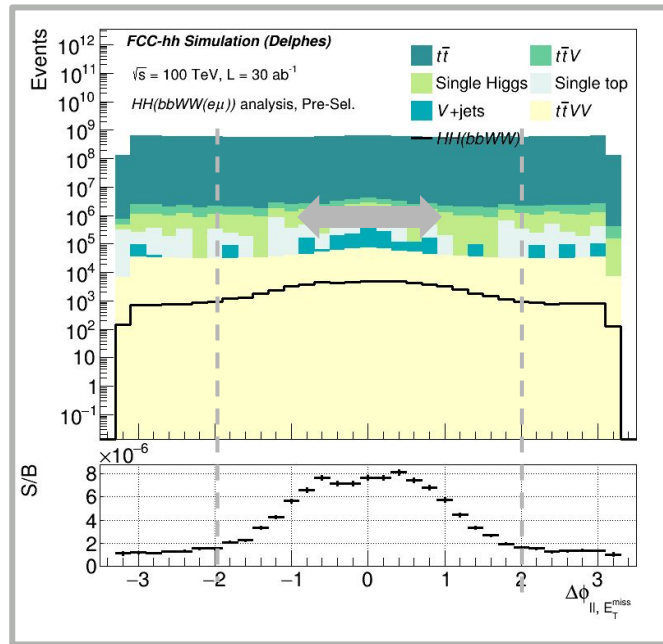 Events
10¹²
10¹¹
10¹⁰
10⁹
10⁸
10⁷
10⁶
10⁵
10⁴
10³
10²
10
1
10⁻¹
FCC-hh Simulation (Delphes)
√s = 100 TeV, L = 30 ab⁻¹
HH(bbWW(eμ)) analysis, Pre-Sel.
tt̄
tt̄V
Single Higgs
Single top
V+jets
tt̄VV
HH(bbWW)
×10⁻⁶
S/B
8
6
4
2
0
−3 −2 −1 0 1 2 3
Δϕ ll, E_T^miss